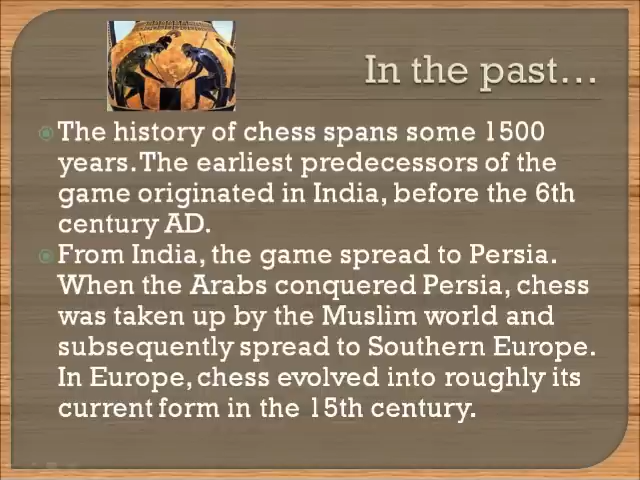 In the past...
The history of chess spans some 1500
years. The earliest predecessors of the
game originated in India, before the 6th
century AD.
From India, the game spread to Persia.
When the Arabs conquered Persia, chess
was taken up by the Muslim world and
subsequently spread to Southern Europe.
In Europe, chess evolved into roughly its
current form in the 15th century.